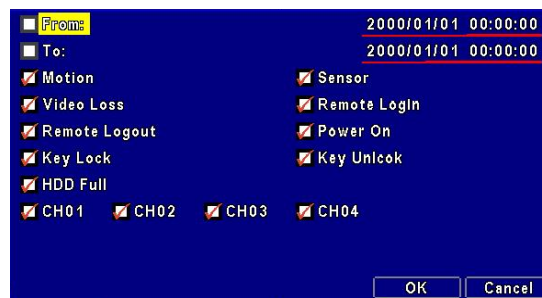 From: 2000/01/01 00:00:00
To: 2000/01/01 00:00:00
Motion Sensor
Video Loss Remote Login
Remote Logout Power On
Key Lock Key Unlcok
HDD Full
CH01 CH02 CH03 CH04
OK Cancel